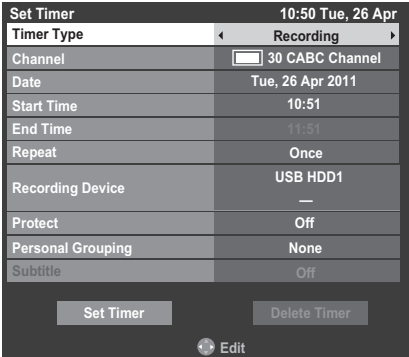 Set Timer 10:50 Tue, 26 Apr
Timer Type Recording
Channel 30 CABC Channel
Date Tue, 26 Apr 2011
Start Time 10:51
End Time 11:51
Repeat Once
Recording Device USB HDD1
—
Protect Off
Personal Grouping None
Subtitle Off
Set Timer Delete Timer
Edit